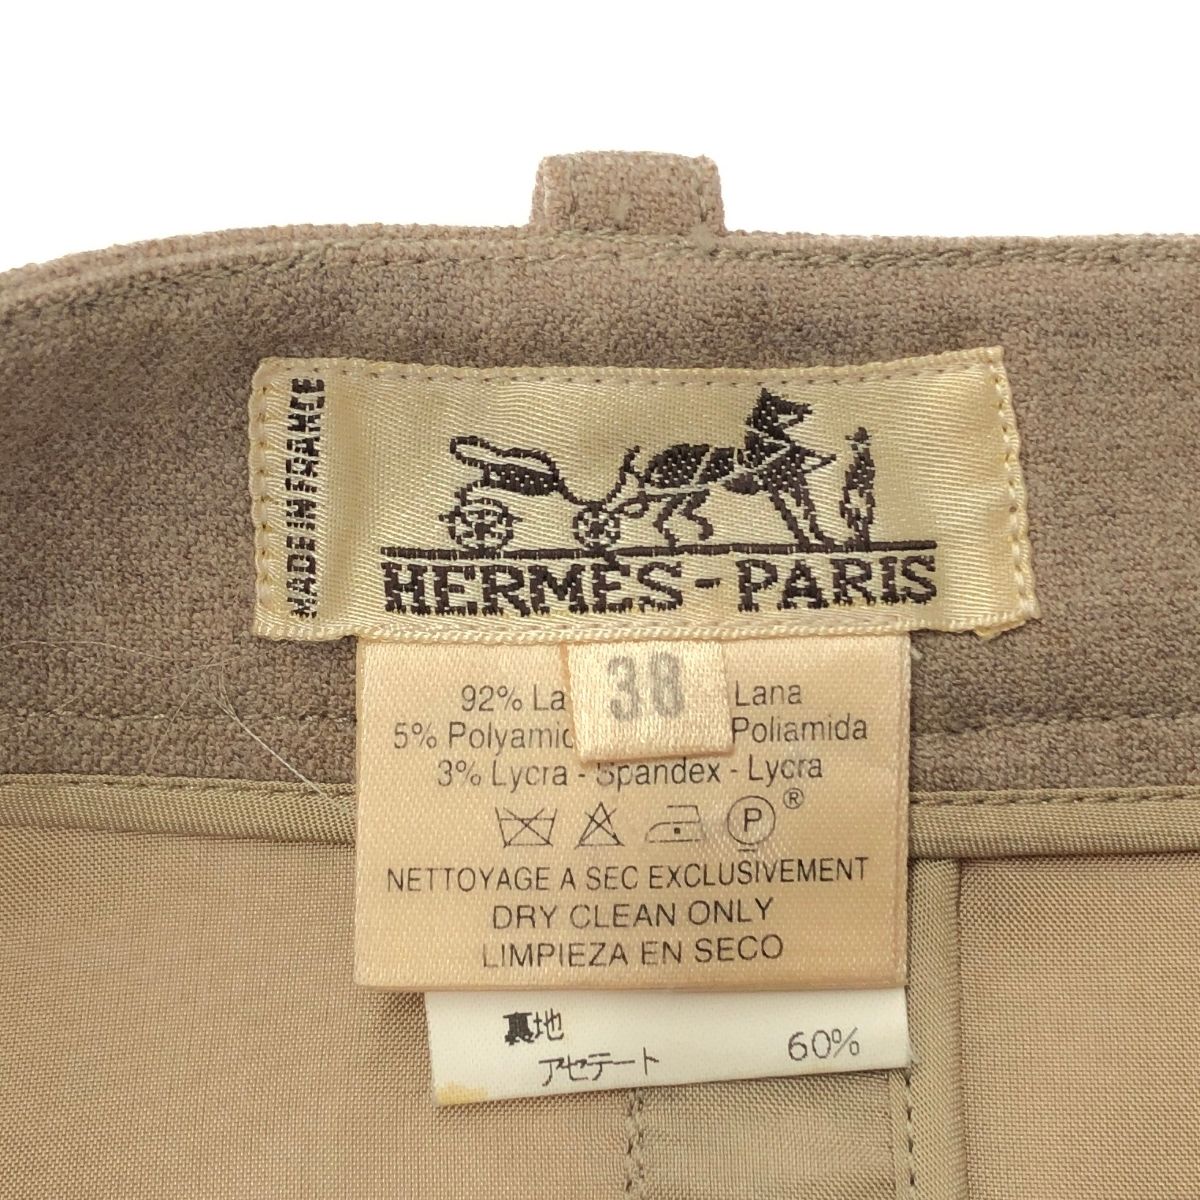 MADE IN FRANCE
HERMES-PARIS
38
92% La Lana
5% Polyamid Poliamida
3% Lycra - Spandex - Lycra
P ®
NETTOYAGE A SEC EXCLUSIVEMENT
DRY CLEAN ONLY
LIMPIEZA EN SECO
裏地
アセテート 60%